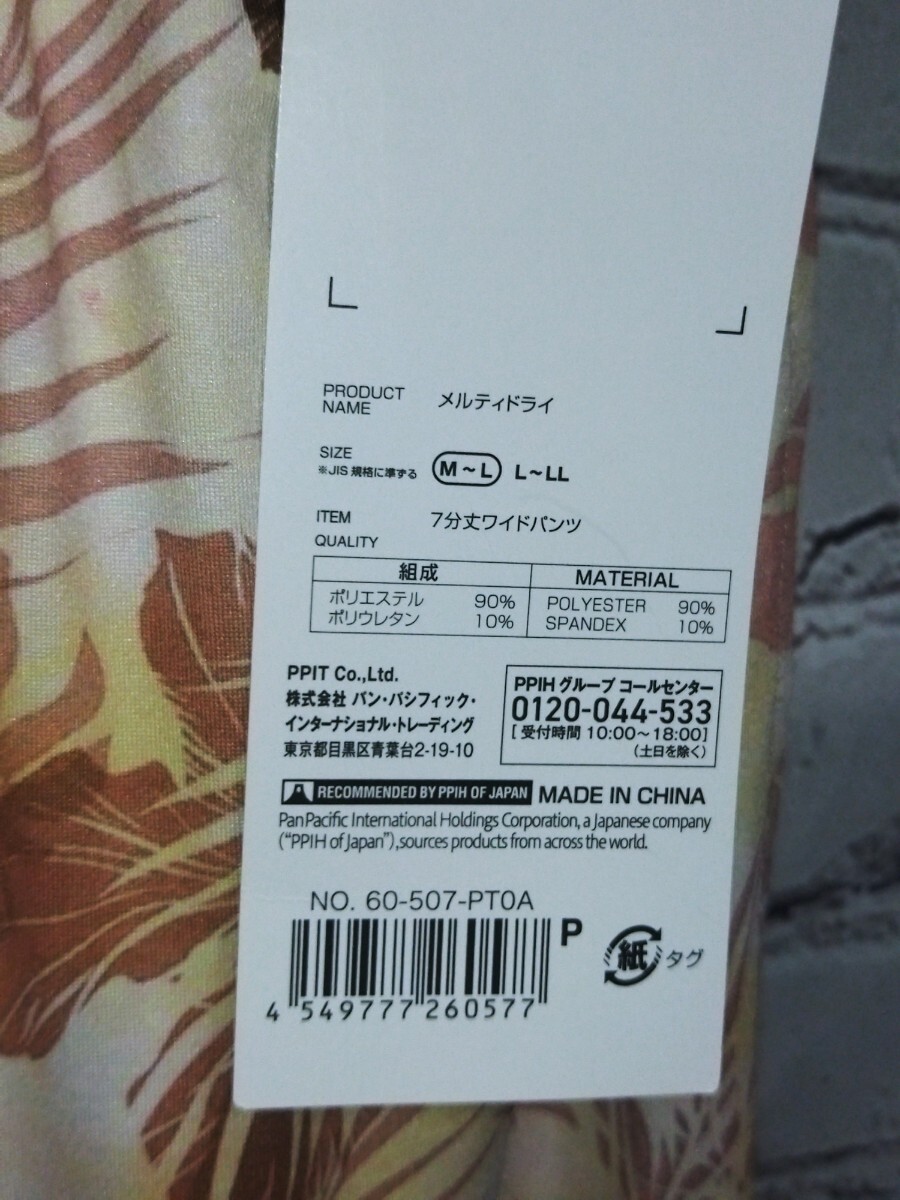 PRODUCT NAME メルティドライ
SIZE
※JIS 規格に準ずる M～L L～LL
ITEM 7分丈ワイドパンツ
QUALITY
組成 MATERIAL
ポリエステル 90% POLYESTER 90%
ポリウレタン 10% SPANDEX 10%
PPIT Co.,Ltd.
株式会社 パン・パシフィック・
インターナショナル・トレーディング
東京都目黒区青葉台2-19-10
PPIH グループ コールセンター
0120-044-533
[ 受付時間 10:00～18:00]
(土日を除く)
RECOMMENDED BY PPIH OF JAPAN MADE IN CHINA
Pan Pacific International Holdings Corporation, a Japanese company
("PPIH of Japan"),sources products from across the world.
NO. 60-507-PT0A
P
紙 タグ
4 549777 260577